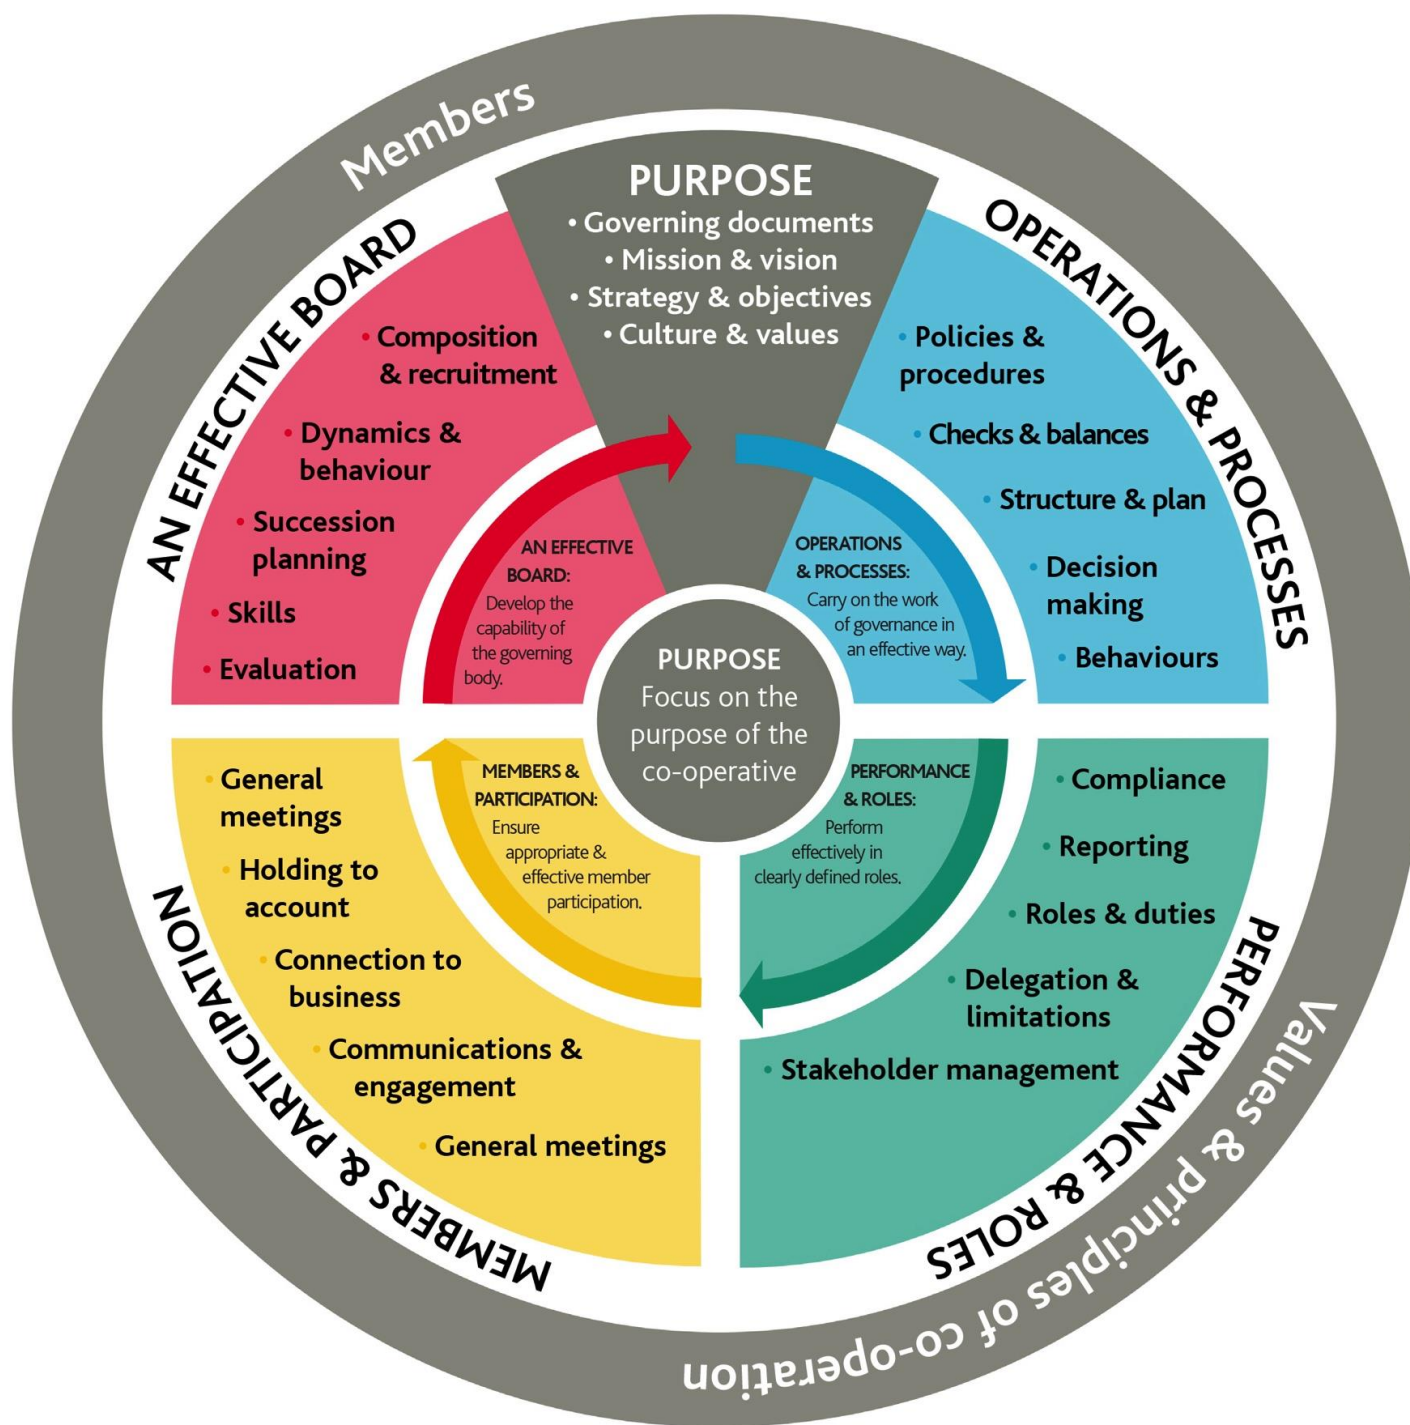 Members
PURPOSE
• Governing documents
• Mission & vision
• Strategy & objectives
• Culture & values
OPERATIONS & PROCESSES
• Policies &
procedures
• Checks & balances
• Structure & plan
• Decision
making
• Behaviours
OPERATIONS
& PROCESSES:
Carry on the work
of governance in
an effective way.
PERFORMANCE & ROLES
• Compliance
• Reporting
• Roles & duties
• Delegation &
limitations
• Stakeholder management
PERFORMANCE
& ROLES:
Perform
effectively in
clearly defined roles.
MEMBERS & PARTICIPATION
• General
meetings
• Holding to
account
• Connection to
business
• Communications &
engagement
• General meetings
MEMBERS &
PARTICIPATION:
Ensure
appropriate &
effective member
participation.
AN EFFECTIVE BOARD
• Composition
& recruitment
• Dynamics &
behaviour
• Succession
planning
• Skills
• Evaluation
AN EFFECTIVE
BOARD:
Develop the
capability of
the governing
body.
PURPOSE
Focus on the
purpose of the
co-operative
Values & principles of co-operation